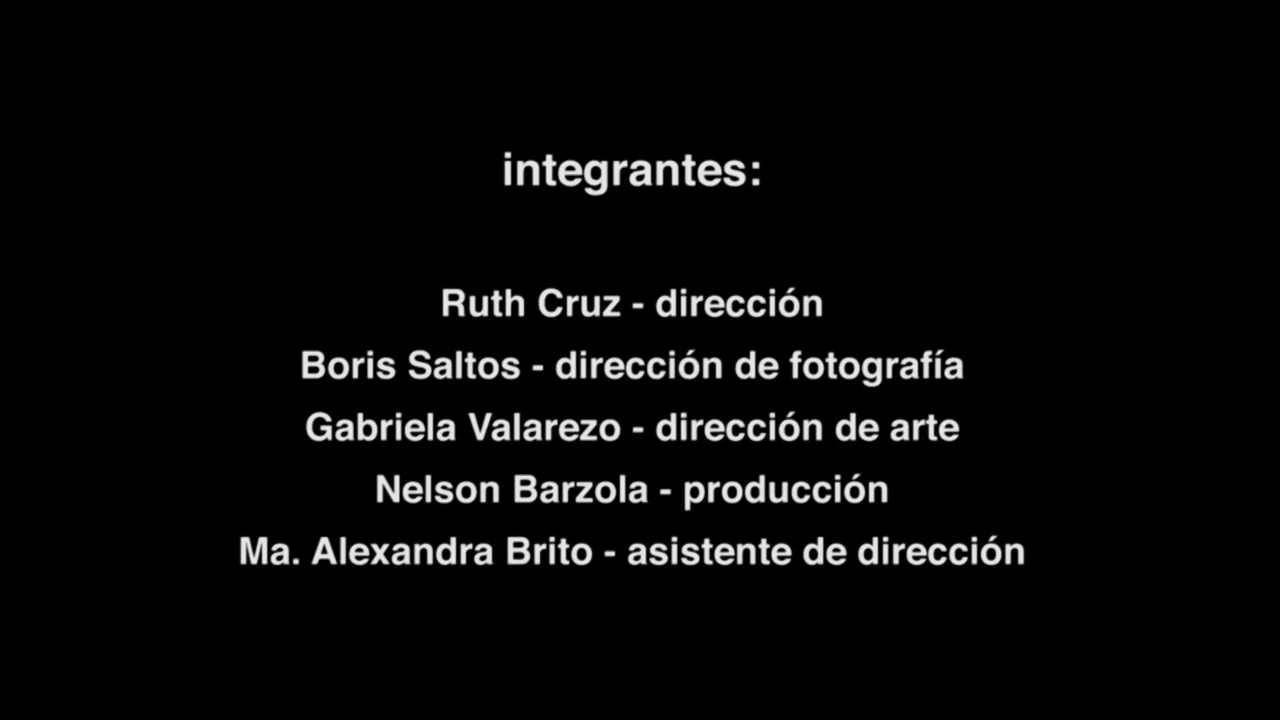 integrantes:
Ruth Cruz - dirección
Boris Saltos - dirección de fotografía
Gabriela Valarezo - dirección de arte
Nelson Barzola - producción
Ma. Alexandra Brito - asistente de dirección